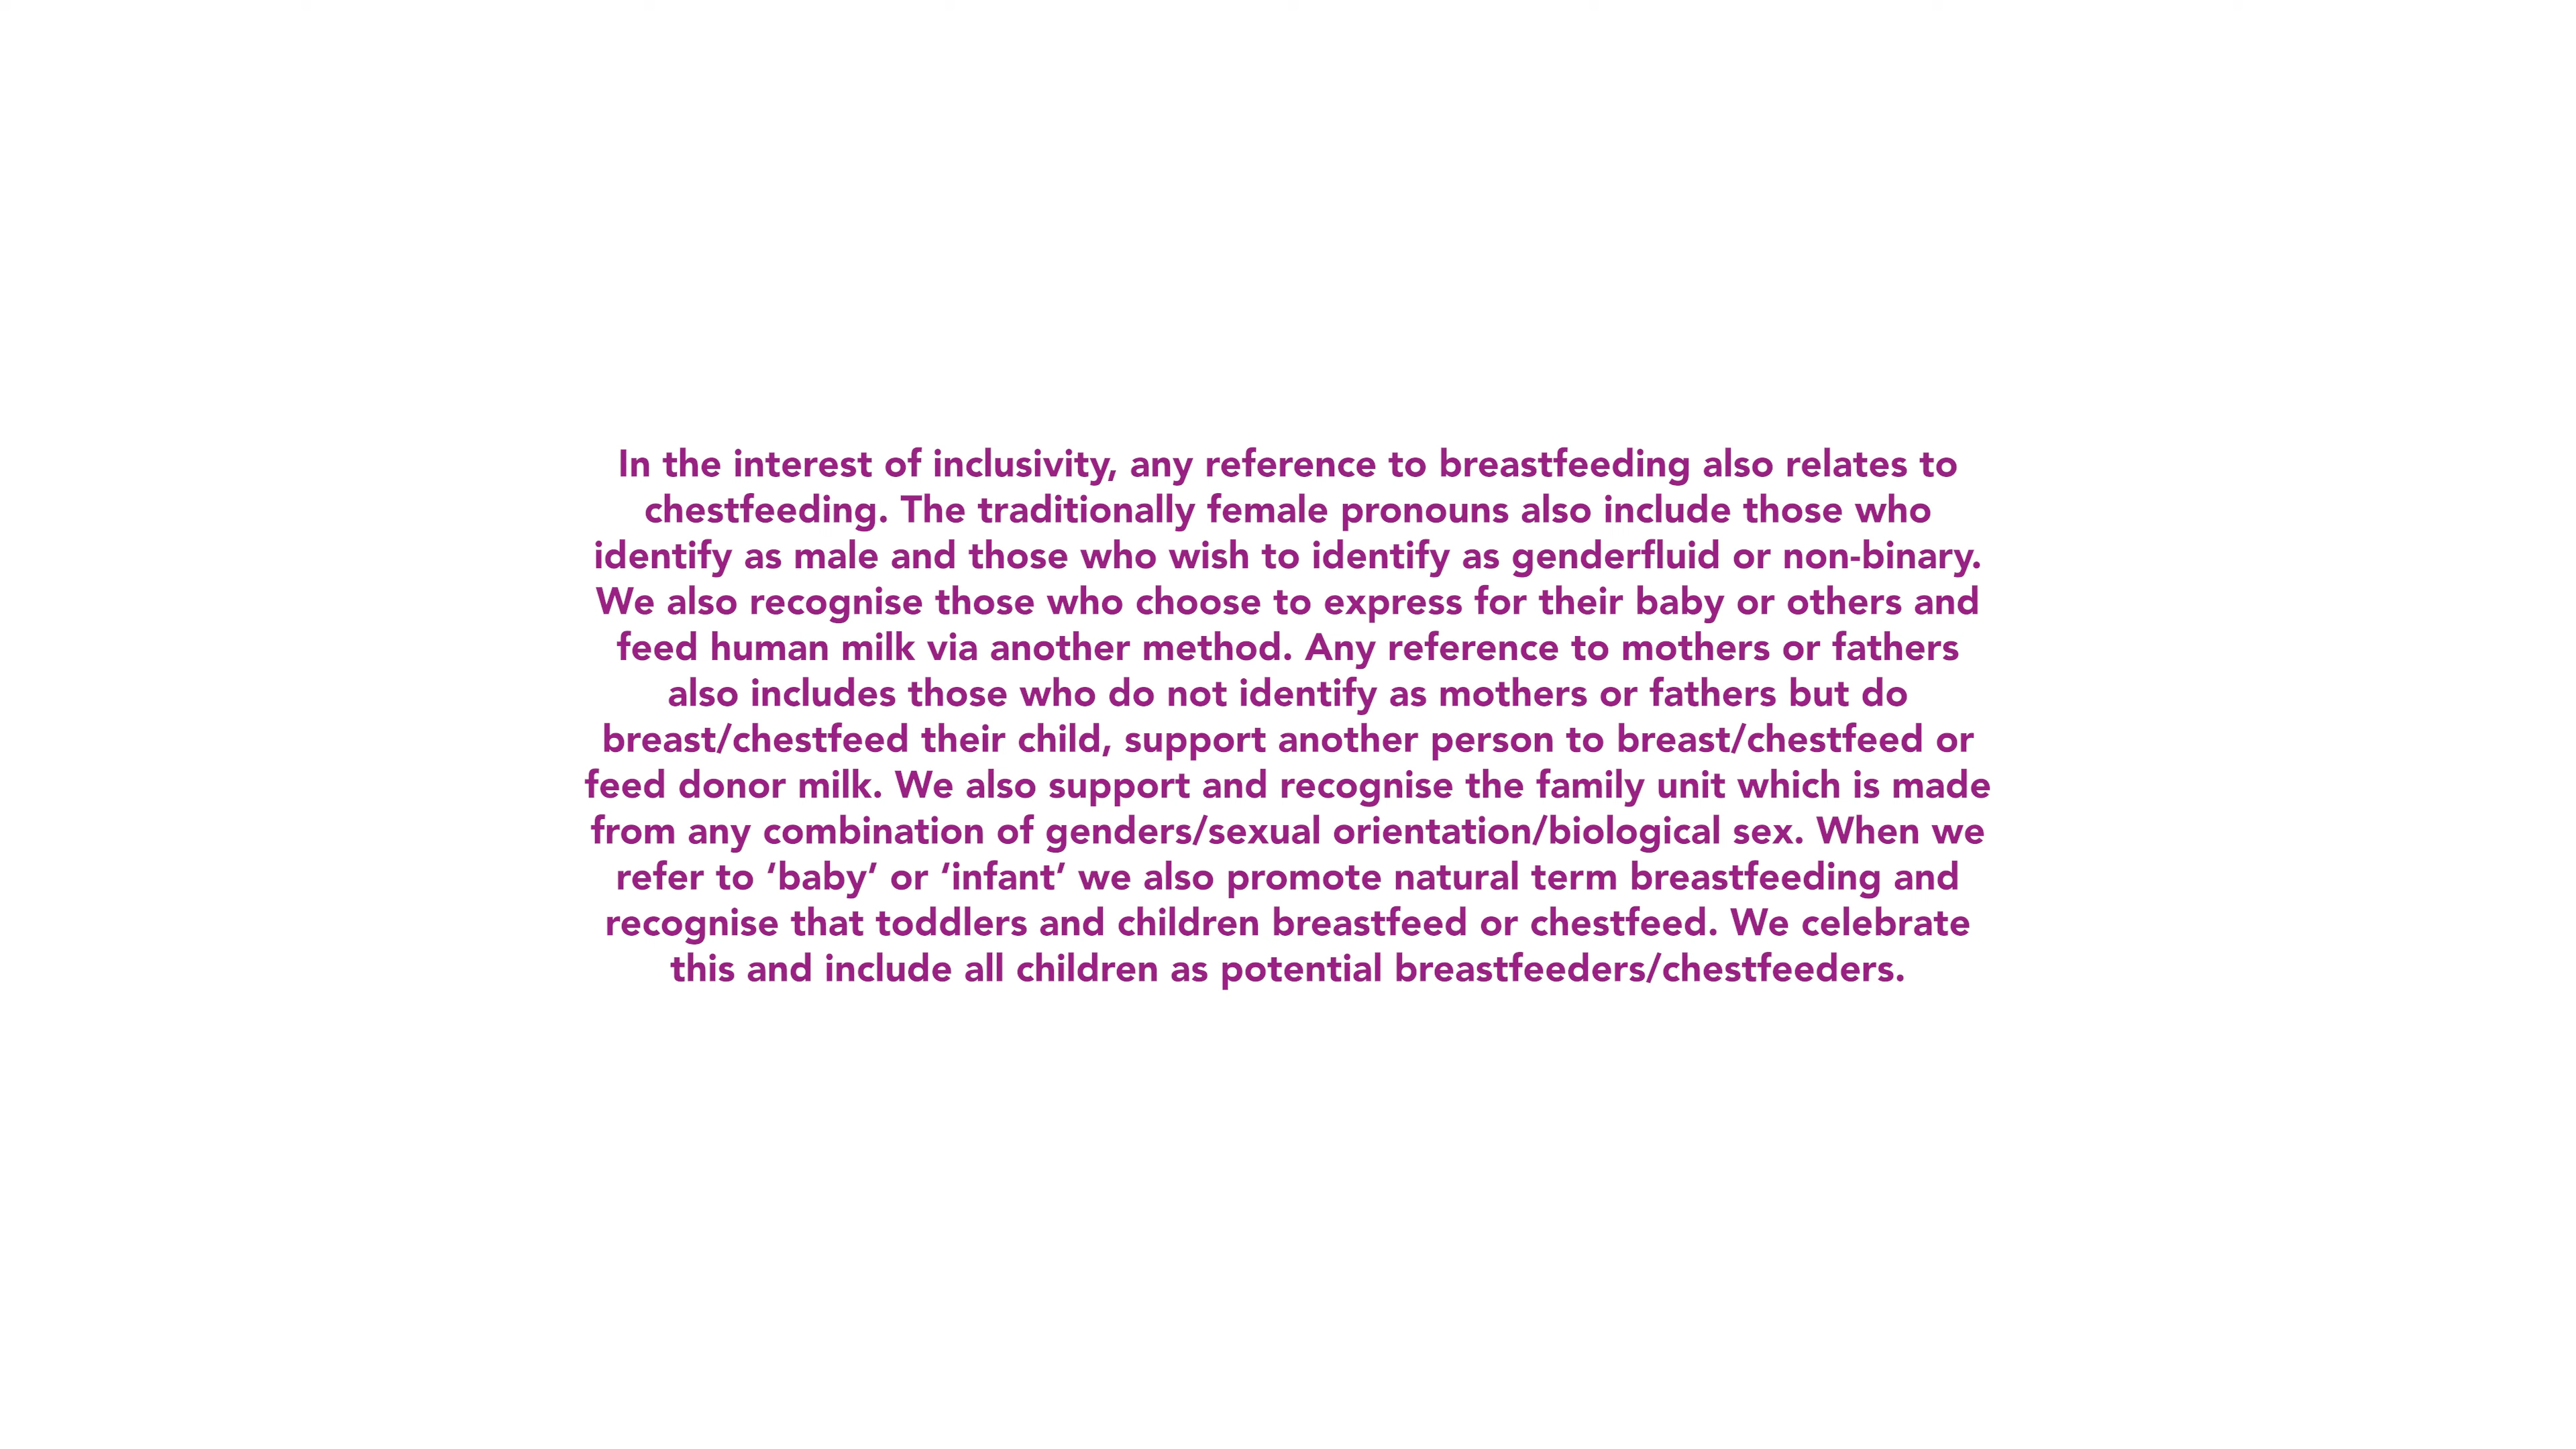 In the interest of inclusivity, any reference to breastfeeding also relates to
chestfeeding. The traditionally female pronouns also include those who
identify as male and those who wish to identify as genderfluid or non-binary.
We also recognise those who choose to express for their baby or others and
feed human milk via another method. Any reference to mothers or fathers
also includes those who do not identify as mothers or fathers but do
breast/chestfeed their child, support another person to breast/chestfeed or
feed donor milk. We also support and recognise the family unit which is made
from any combination of genders/sexual orientation/biological sex. When we
refer to ‘baby’ or ‘infant’ we also promote natural term breastfeeding and
recognise that toddlers and children breastfeed or chestfeed. We celebrate
this and include all children as potential breastfeeders/chestfeeders.